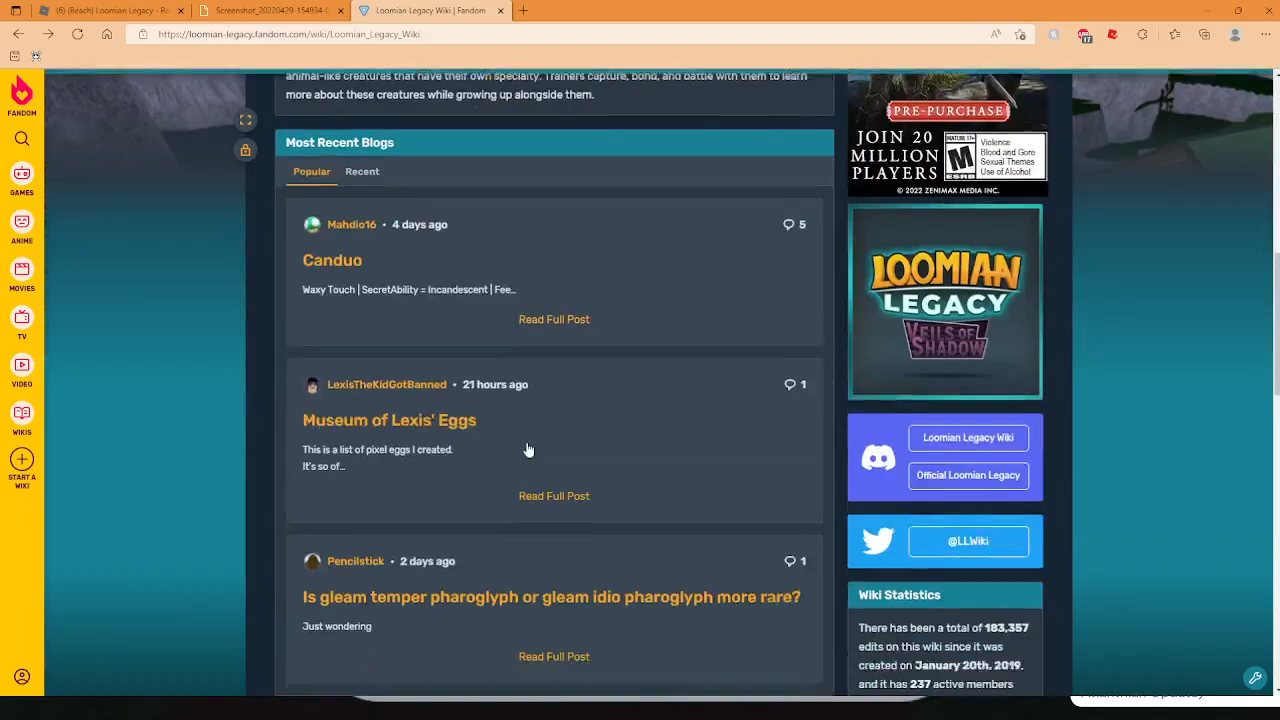 (6) (Beach) Loomian Legacy - Ro
Screenshot_20220429-154934-
Loomian Legacy Wiki | Fandom
https://loomian-legacy.fandom.com/wiki/Loomian_Legacy_Wiki
17
FANDOM
GAMES
ANIME
MOVIES
TV
VIDEO
WIKIS
START A
WIKI
animal-like creatures that have their own specialty. Trainers capture, bond, and battle with them to learn
more about these creatures while growing up alongside them.
Most Recent Blogs
Popular
Recent
Mahdio16 • 4 days ago
5
Canduo
Waxy Touch | SecretAbility = Incandescent | Fee...
Read Full Post
LexisTheKidGotBanned • 21 hours ago
1
Museum of Lexis' Eggs
This is a list of pixel eggs I created.
It's so of...
Read Full Post
Pencilstick • 2 days ago
1
Is gleam temper pharoglyph or gleam idio pharoglyph more rare?
Just wondering
Read Full Post
PRE-PURCHASE
JOIN 20
MILLION
PLAYERS
MATURE 17+
M
ESRB
Violence
Blood and Gore
Sexual Themes
Use of Alcohol
© 2022 ZENIMAX MEDIA INC.
LOOMIAN
LEGACY
VEILS OF
SHADOW
Loomian Legacy Wiki
Official Loomian Legacy
@LLWiki
Wiki Statistics
There has been a total of 183,357
edits on this wiki since it was
created on January 20th, 2019,
and it has 237 active members